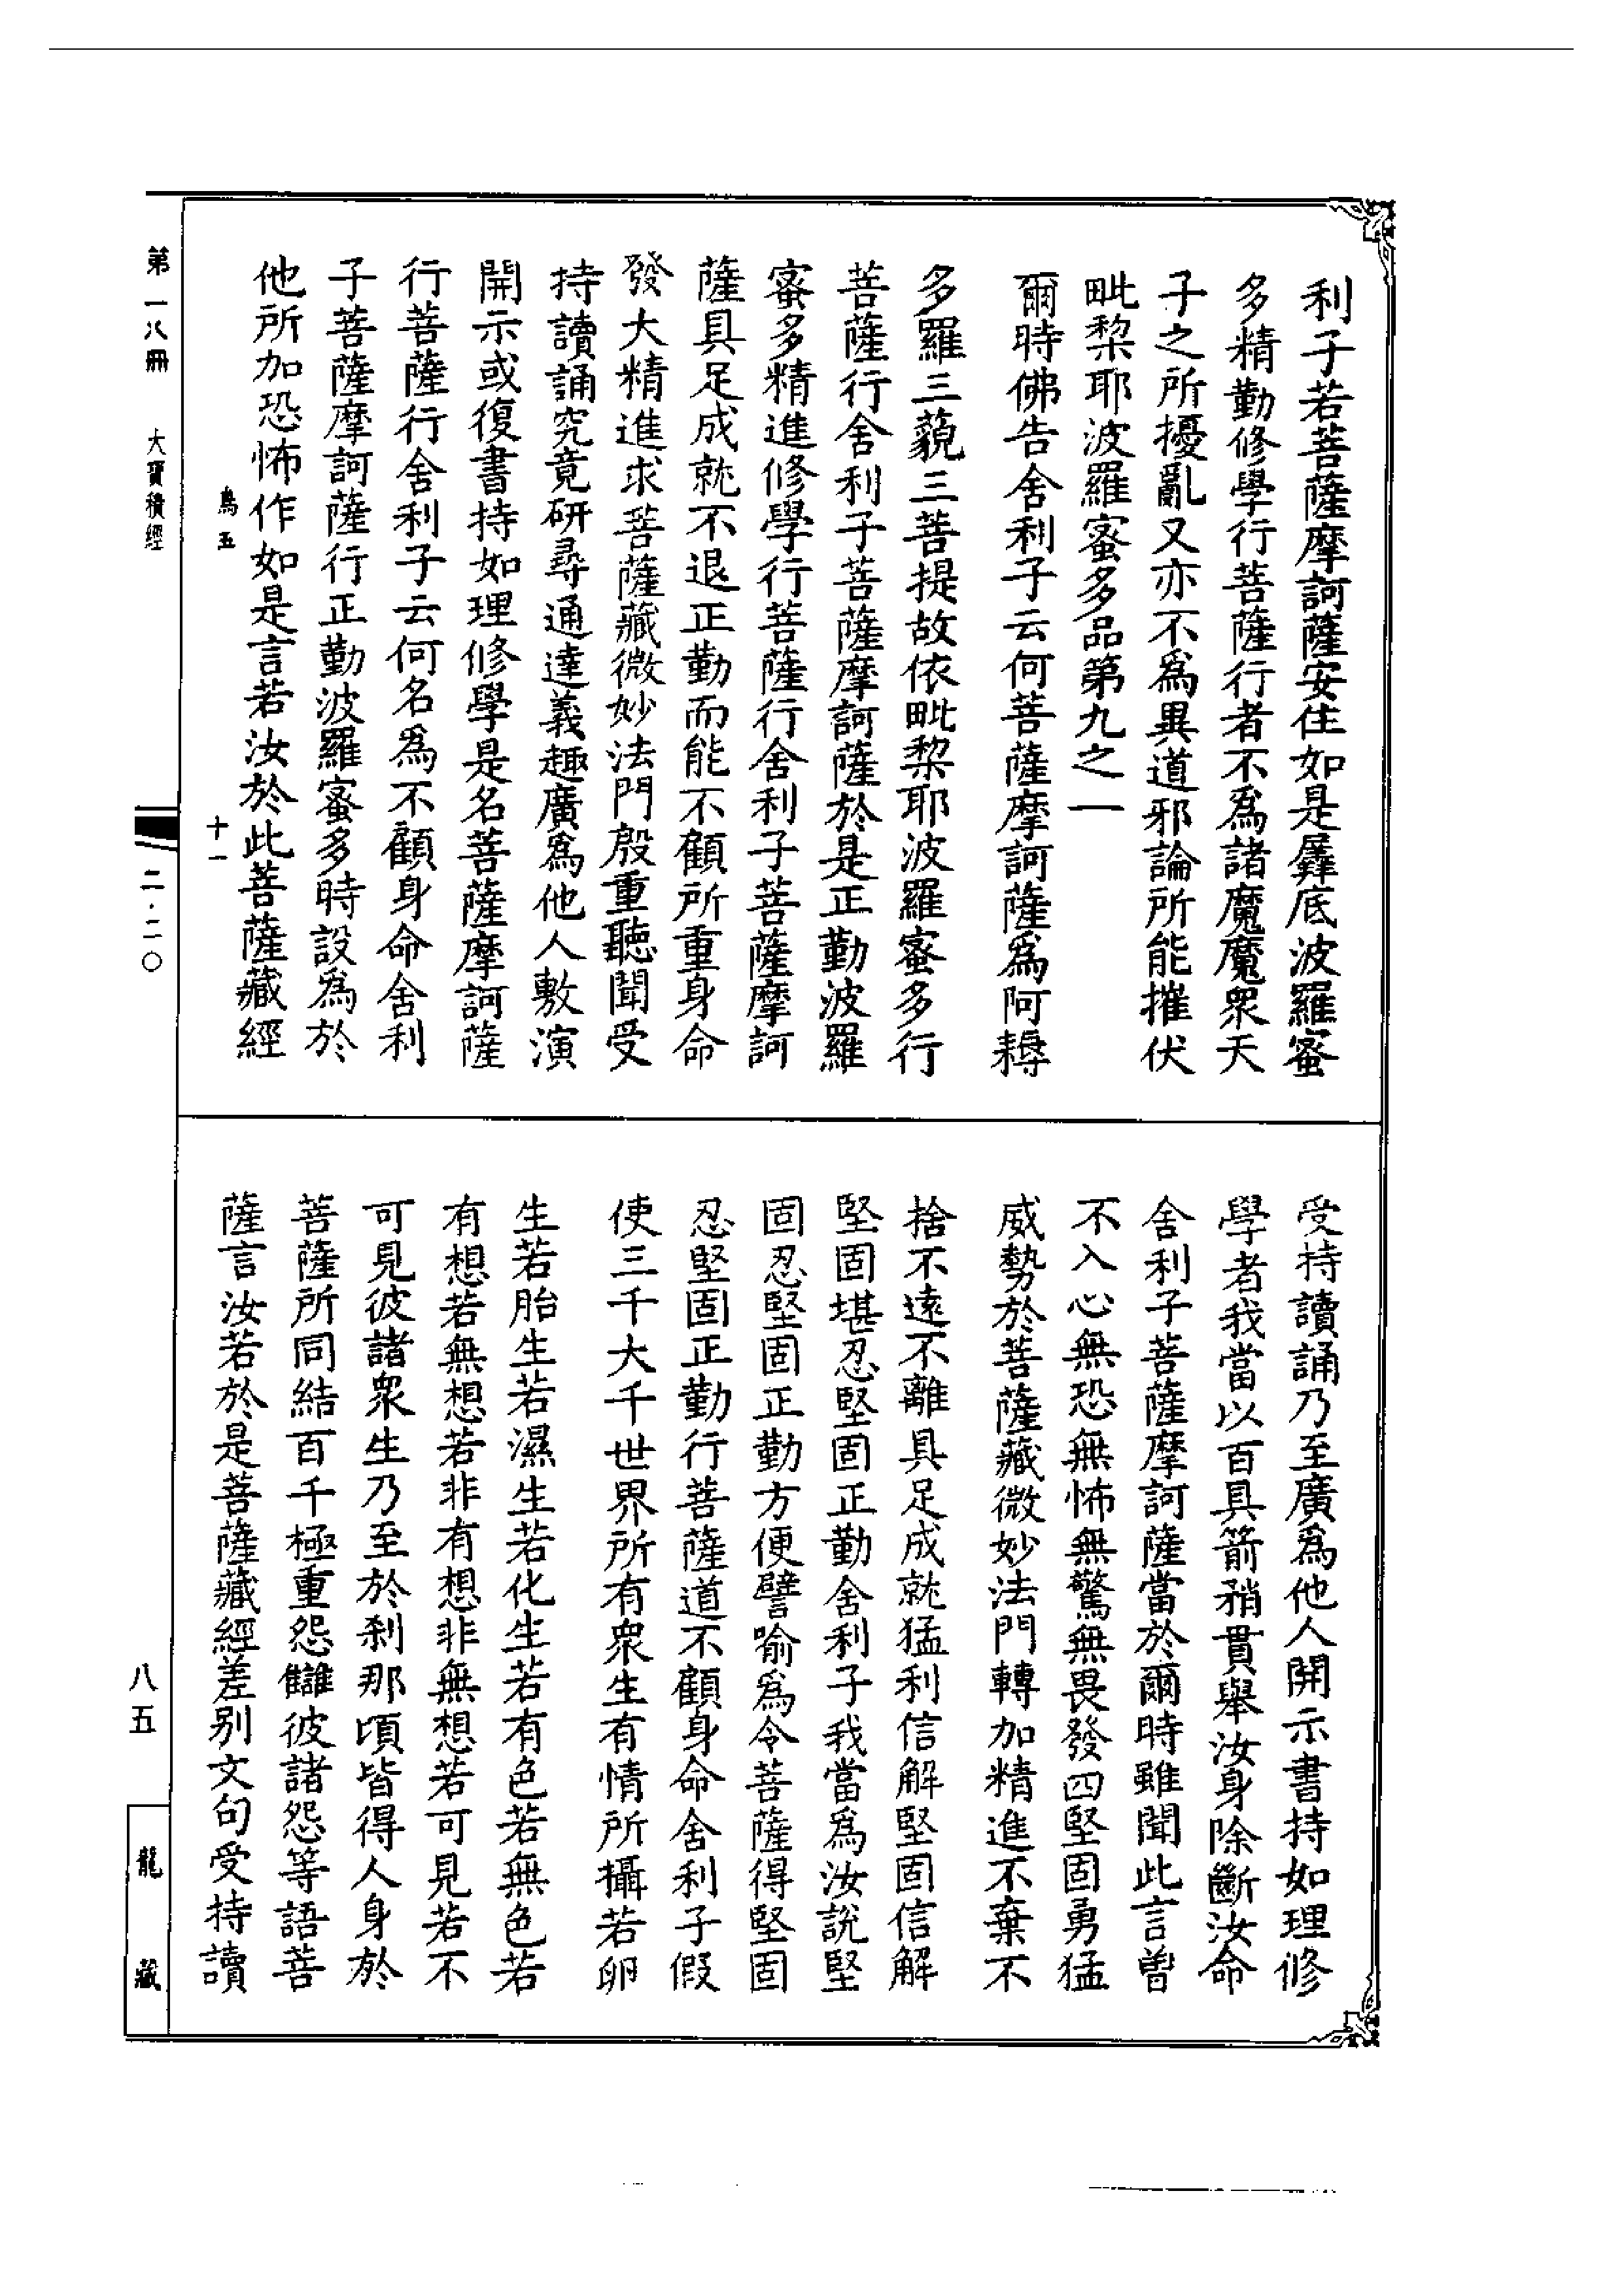 利子若菩薩摩訶薩安住如是羼底波羅蜜
多精勤修學行菩薩行者不爲諸魔魔衆天
子之所擾亂又亦不爲異道邪論所能摧伏
毗棃耶波羅蜜多品第九之一
爾時佛告舍利子云何菩薩摩訶薩爲阿耨
多羅三藐三菩提故依毗棃耶波羅蜜多行
菩薩行舍利子菩薩摩訶薩於是正勤波羅
蜜多精進修學行菩薩行舍利子菩薩摩訶
薩具足成就不退正勤而能不顧所重身命
發大精進求菩薩藏微妙法門殷重聽聞受
持讀誦究竟研尋通達義趣廣爲他人敷演
開示或復書持如理修學是名菩薩摩訶薩
行菩薩行舍利子云何名爲不顧身命舍利
子菩薩摩訶薩行正勤波羅蜜多時設爲於
他所加恐怖作如是言若汝於此菩薩藏經
鳥五
十一
受持讀誦乃至廣爲他人開示書持如理修
學者我當以百具箭矟貫舉汝身除斷汝命
舍利子菩薩摩訶薩當於爾時雖聞此言曾
不入心無恐無怖無驚無畏發四堅固勇猛
威勢於菩薩藏微妙法門轉加精進不棄不
捨不遠不離具足成就猛利信解堅固信解
堅固堪忍堅固正勤舍利子我當爲汝說堅
固忍堅固正勤方便譬喻爲令菩薩得堅固
忍堅固正勤行菩薩道不顧身命舍利子假
使三千大千世界所有衆生有情所攝若卵
生若胎生若濕生若化生若有色若無色若
有想若無想若非有想非無想若可見若不
可見彼諸衆生乃至於刹那頃皆得人身於
菩薩所同結百千極重怨讎彼諸怨等語菩
薩言汝若於是菩薩藏經差别文句受持讀
第一八冊
大寶積經
二·二〇
八五
龍藏